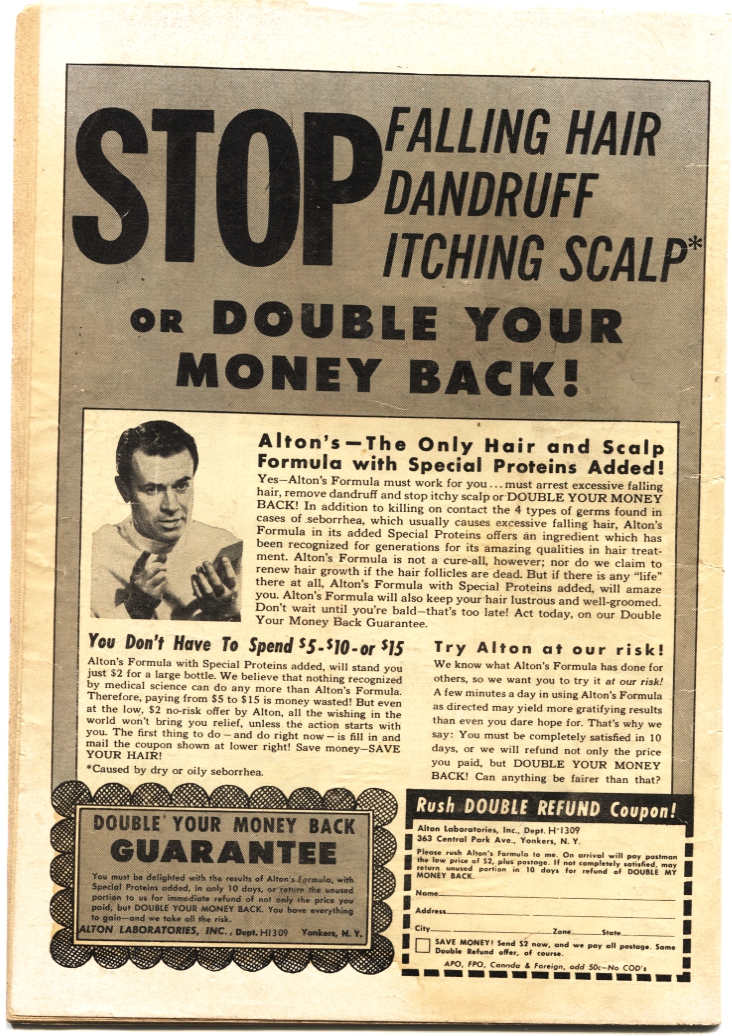 STOP
FALLING HAIR
DANDRUFF
ITCHING SCALP*
OR DOUBLE YOUR
MONEY BACK!
Alton's—The Only Hair and Scalp
Formula with Special Proteins Added!
Yes—Alton's Formula must work for you... must arrest excessive falling
hair, remove dandruff and stop itchy scalp or DOUBLE YOUR MONEY
BACK! In addition to killing on contact the 4 types of germs found in
cases of seborrhea, which usually causes excessive falling hair, Alton's
Formula in its added Special Proteins offers an ingredient which has
been recognized for generations for its amazing qualities in hair treat-
ment. Alton's Formula is not a cure-all, however; nor do we claim to
renew hair growth if the hair follicles are dead. But if there is any "life"
there at all, Alton's Formula with Special Proteins added, will amaze
you. Alton's Formula will also keep your hair lustrous and well-groomed.
Don't wait until you're bald—that's too late! Act today, on our Double
Your Money Back Guarantee.
You Don't Have To Spend $5-$10-or $15
Alton's Formula with Special Proteins added, will stand you
just $2 for a large bottle. We believe that nothing recognized
by medical science can do any more than Alton's Formula.
Therefore, paying from $5 to $15 is money wasted! But even
at the low, $2 no-risk offer by Alton, all the wishing in the
world won't bring you relief, unless the action starts with
you. The first thing to do—and do right now—is fill in and
mail the coupon shown at lower right! Save money—SAVE
YOUR HAIR!
*Caused by dry or oily seborrhea.
Try Alton at our risk!
We know what Alton's Formula has done for
others, so we want you to try it at our risk!
A few minutes a day in using Alton's Formula
as directed may yield more gratifying results
than even you dare hope for. That's why we
say: You must be completely satisfied in 10
days, or we will refund not only the price
you paid, but DOUBLE YOUR MONEY
BACK! Can anything be fairer than that?
DOUBLE YOUR MONEY BACK
GUARANTEE
You must be delighted with the results of Alton's Formula, with
Special Proteins added, in only 10 days, or return the unused
portion to us for immediate refund of not only the price you
paid, but DOUBLE YOUR MONEY BACK. You have everything
to gain—and we take all the risk.
ALTON LABORATORIES, INC., Dept. H1309 Yonkers, N. Y.
Rush DOUBLE REFUND Coupon!
Alton Laboratories, Inc., Dept. H-1309
363 Central Park Ave., Yonkers, N. Y.
Please rush Alton's Formula to me. On arrival will pay postman
the low price of $2, plus postage. If not completely satisfied, may
return unused portion in 10 days for refund of DOUBLE MY
MONEY BACK.
Name
Address
City Zone State
SAVE MONEY! Send $2 now, and we pay all postage. Same
Double Refund offer, of course.
APO, FPO, Canada & Foreign, add 50c—No COD's